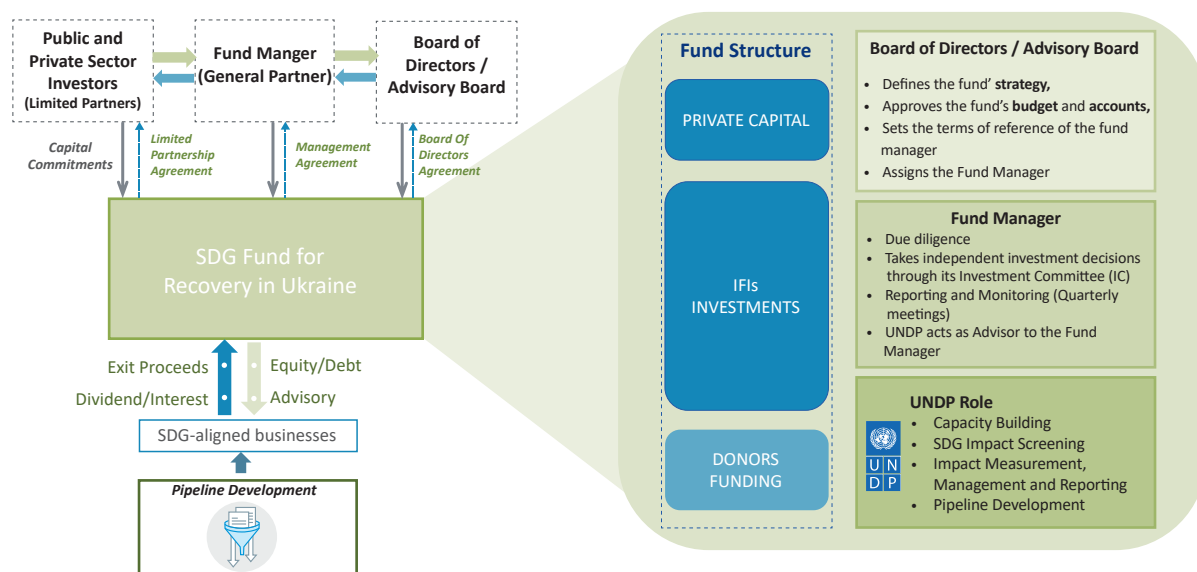 Public and
Private Sector
Investors
(Limited Partners)
Fund Manger
(General Partner)
Board of
Directors /
Advisory Board
Capital
Commitments
Limited
Partnership
Agreement
Management
Agreement
Board Of
Directors
Agreement
SDG Fund for
Recovery in Ukraine
Exit Proceeds
Dividend/Interest
Equity/Debt
Advisory
SDG-aligned businesses
Pipeline Development
Fund Structure
PRIVATE CAPITAL
IFIs
INVESTMENTS
DONORS
FUNDING
Board of Directors / Advisory Board
• Defines the fund' strategy,
• Approves the fund's budget and accounts,
• Sets the terms of reference of the fund
manager
• Assigns the Fund Manager
Fund Manager
• Due diligence
• Takes independent investment decisions
through its Investment Committee (IC)
• Reporting and Monitoring (Quarterly
meetings)
• UNDP acts as Advisor to the Fund
Manager
UNDP Role
• Capacity Building
• SDG Impact Screening
• Impact Measurement,
Management and Reporting
• Pipeline Development
U N
D P